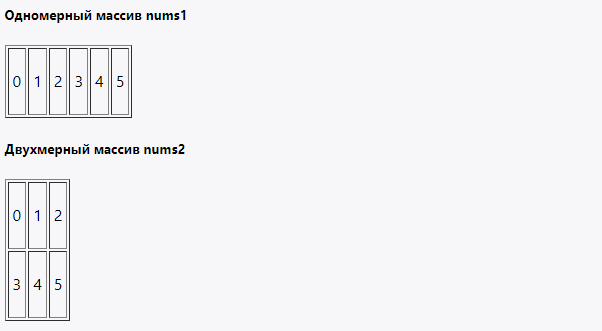 Одномерный массив nums1
0 1 2 3 4 5
Двухмерный массив nums2
0 1 2
3 4 5